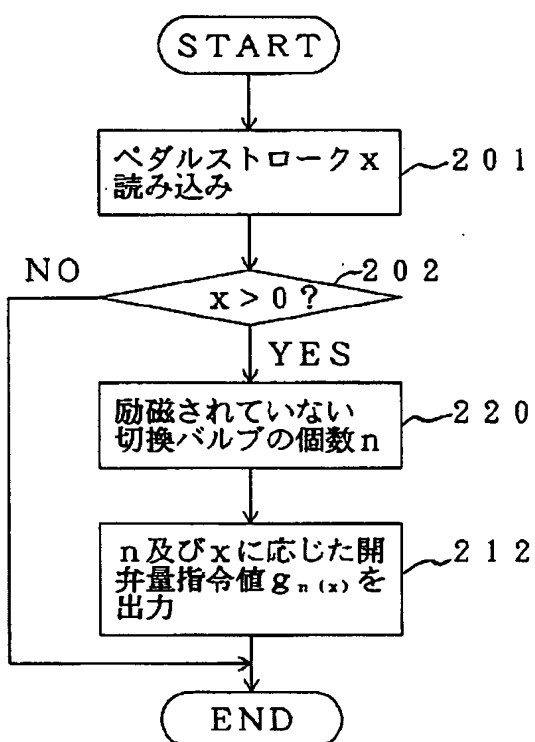 START
ペダルストロークx
読み込み
201
202
NO
x>0?
YES
励磁されていない
切換バルブの個数n
220
n及びxに応じた開
弁量指令値gn(x)を
出力
212
END